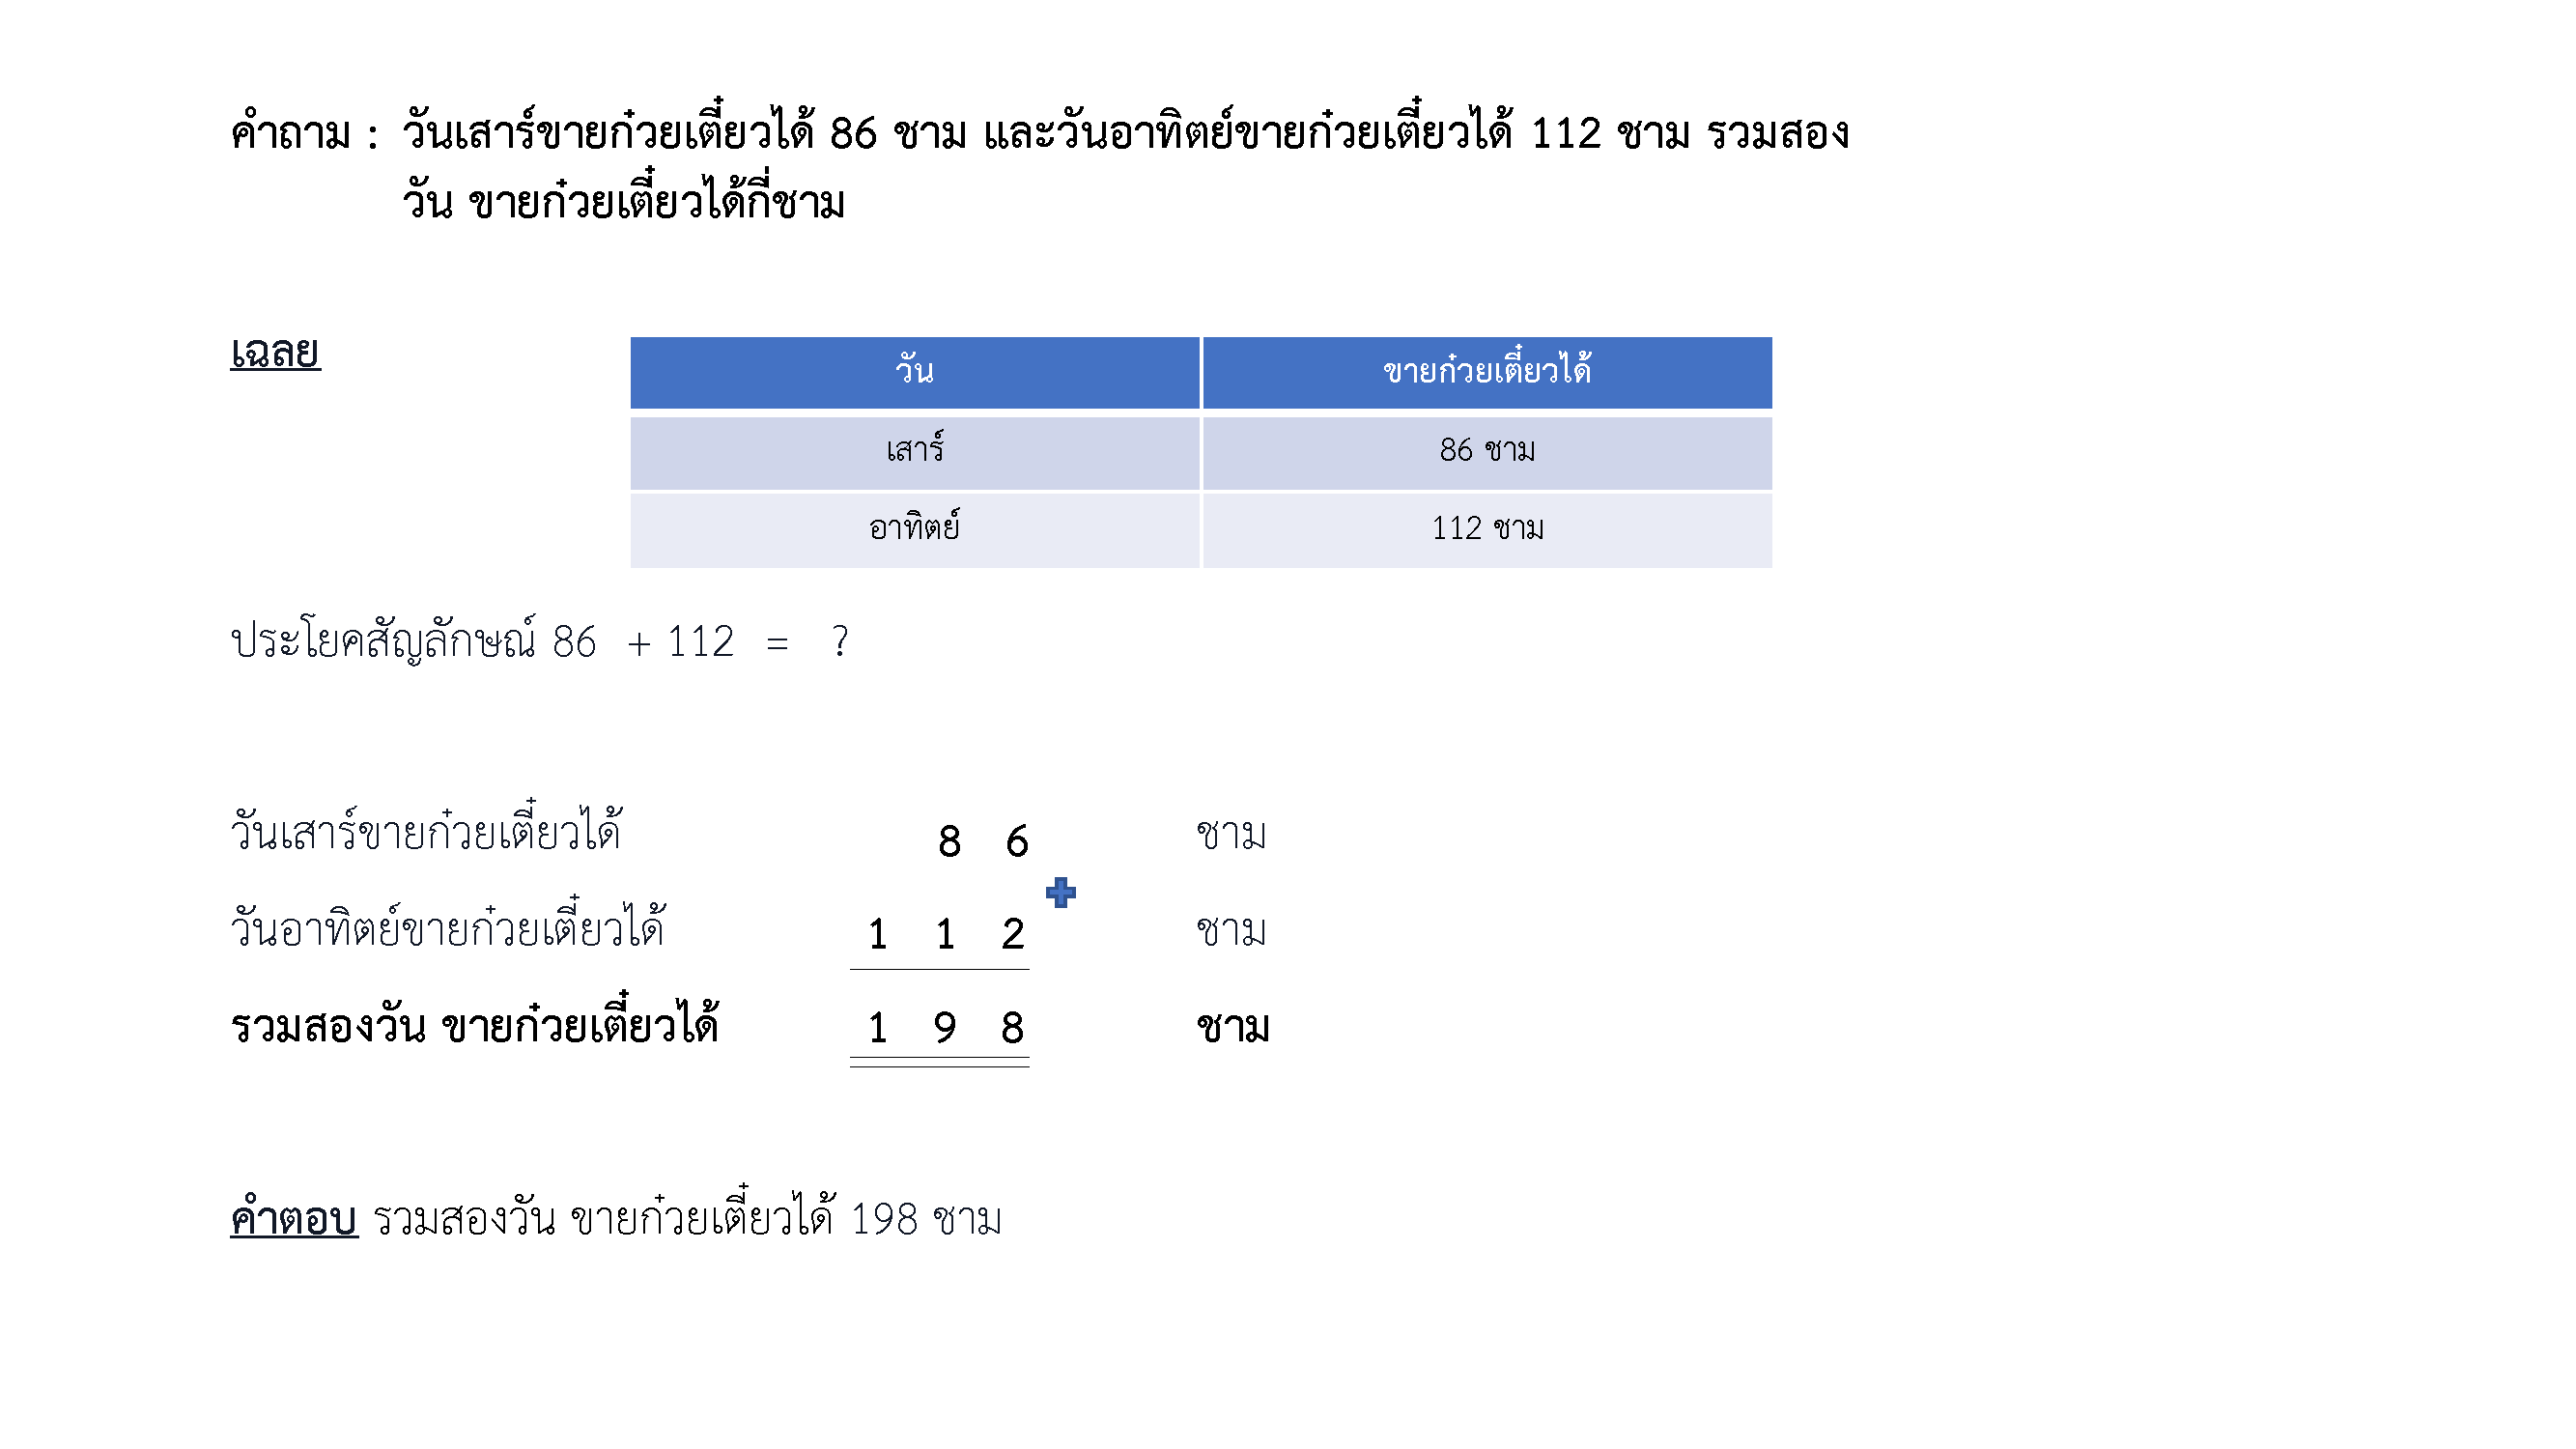 คำถาม : วันเสาร์ขายก๋วยเตี๋ยวได้ 86 ชาม และวันอาทิตย์ขายก๋วยเตี๋ยวได้ 112 ชาม รวมสอง
วัน ขายก๋วยเตี๋ยวได้กี่ชาม
เฉลย
วัน ขายก๋วยเตี๋ยวได้
เสาร์ 86 ชาม
อาทิตย์ 112 ชาม
ประโยคสัญลักษณ์ 86 + 112 = ?
วันเสาร์ขายก๋วยเตี๋ยวได้ 8 6 ชาม
+
วันอาทิตย์ขายก๋วยเตี๋ยวได้ 1 1 2 ชาม
รวมสองวัน ขายก๋วยเตี๋ยวได้ 1 9 8 ชาม
คำตอบ รวมสองวัน ขายก๋วยเตี๋ยวได้ 198 ชาม